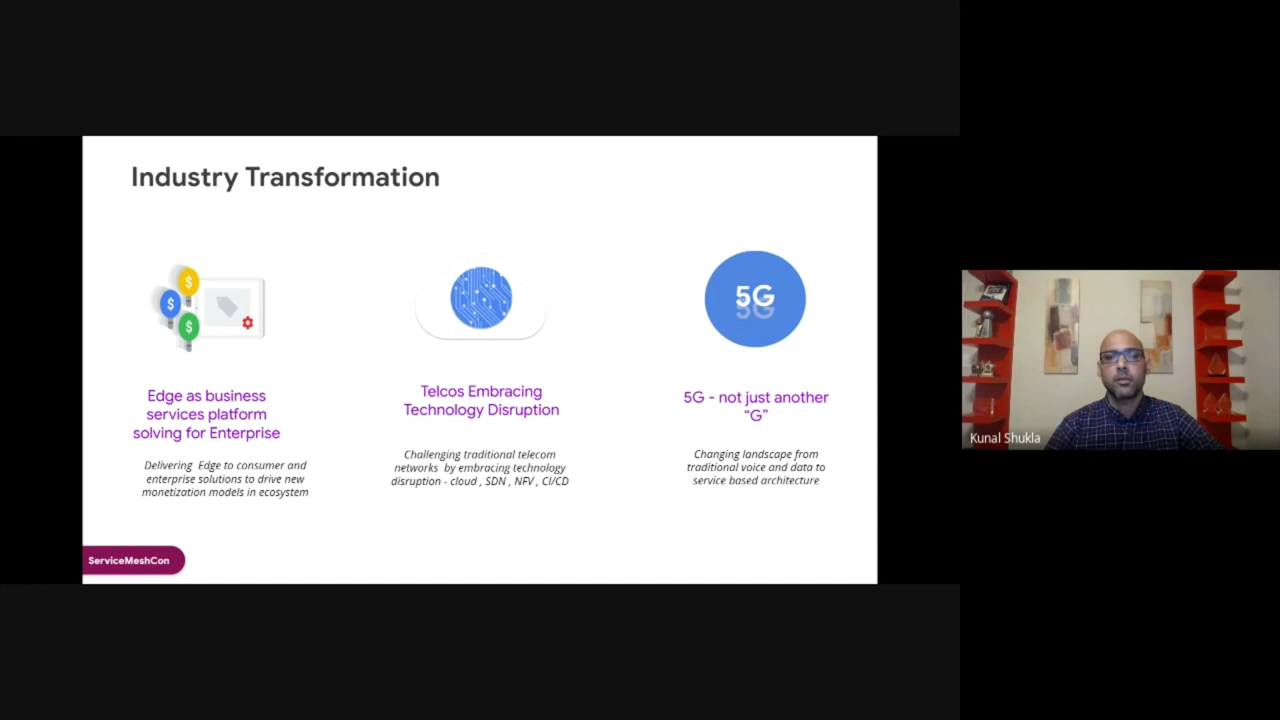 Industry Transformation
$
$
$
5G
Edge as business
services platform
solving for Enterprise
Delivering Edge to consumer and
enterprise solutions to drive new
monetization models in ecosystem
Telcos Embracing
Technology Disruption
Challenging traditional telecom
networks by embracing technology
disruption - cloud , SDN , NFV , CI/CD
5G - not just another
“G”
Changing landscape from
traditional voice and data to
service based architecture
ServiceMeshCon
Kunal Shukla